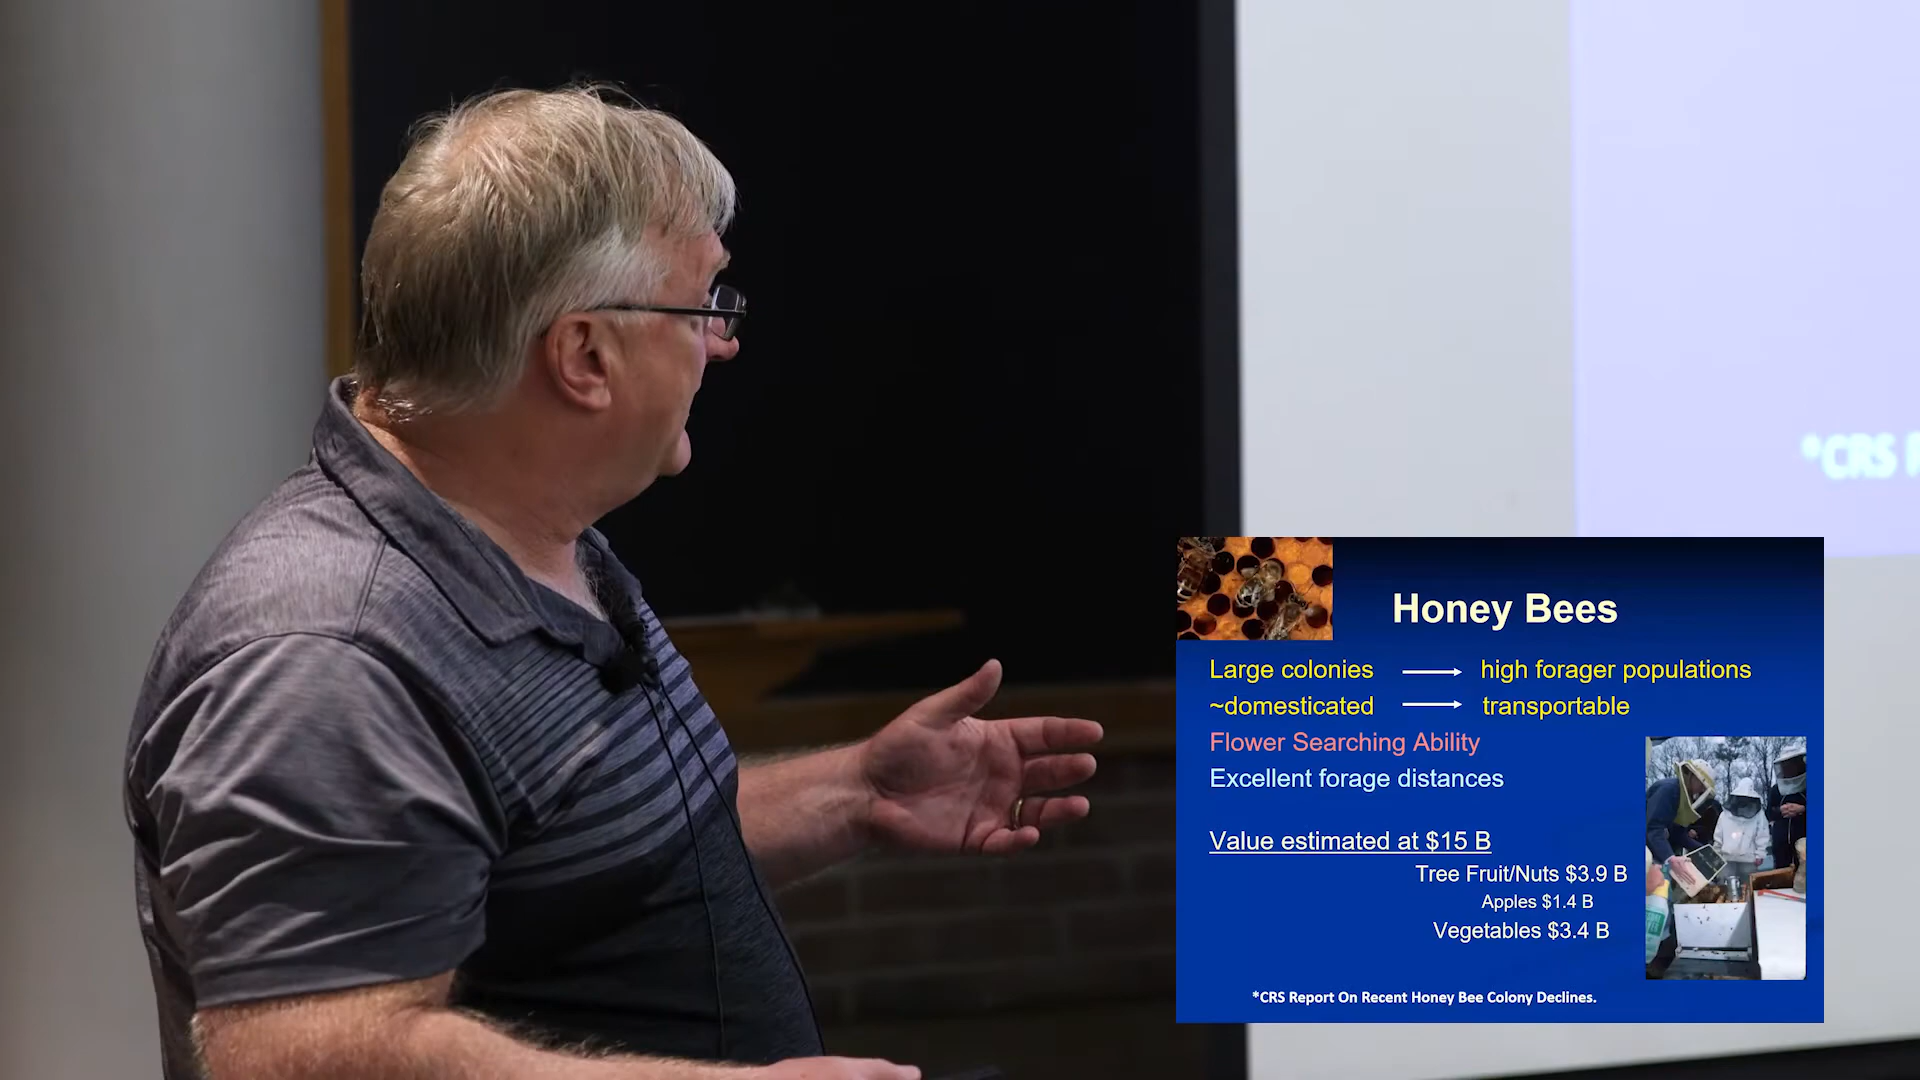 *CRS
Honey Bees
Large colonies → high forager populations
~domesticated → transportable
Flower Searching Ability
Excellent forage distances
Value estimated at $15 B
Tree Fruit/Nuts $3.9 B
Apples $1.4 B
Vegetables $3.4 B
*CRS Report On Recent Honey Bee Colony Declines.